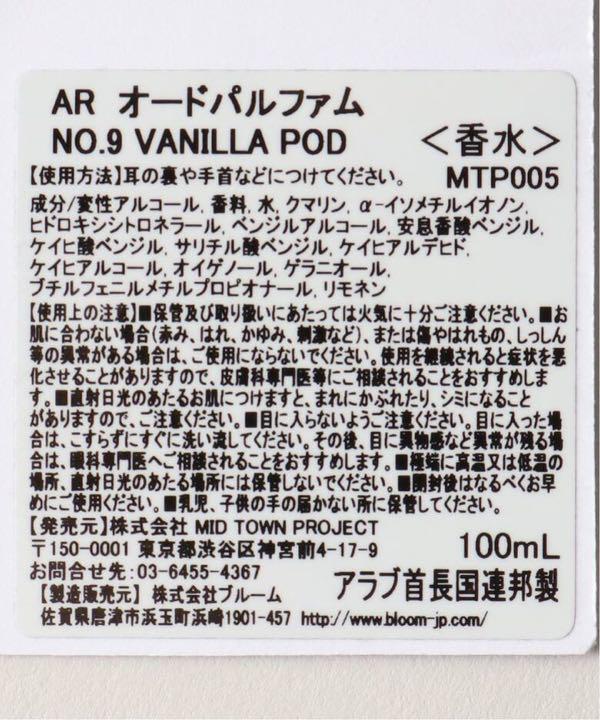 AR オードパルファム
NO.9 VANILLA POD <香水>
【使用方法】耳の裏や手首などにつけてください。 MTP005
成分/変性アルコール, 香料, 水, クマリン, α-イソメチルイオノン,
ヒドロキシシトロネラール, ベンジルアルコール, 安息香酸ベンジル,
ケイヒ酸ベンジル, サリチル酸ベンジル, ケイヒアルデヒド,
ケイヒアルコール, オイゲノール, ゲラニオール,
ブチルフェニルメチルプロピオナール, リモネン
【使用上の注意】■保管及び取り扱いにあたっては火気に十分ご注意ください。■お
肌に合わない場合(赤み、はれ、かゆみ、刺激など)、または傷やはれもの、しっしん
等の異常がある場合は、ご使用にならないでください。使用を継続されると症状を悪
化させることがありますので、皮膚科専門医等にご相談されることをおすすめしま
す。■直射日光のあたるお肌につけますと、まれにかぶれたり、シミになること
がありますので、ご注意ください。■目に入らないようご注意ください。目に入った場
合は、こすらずにすぐに洗い流してください。その後、目に異物感など異常が残る場
合は、眼科専門医へご相談されることをおすすめします。■極端に高温又は低温の
場所、直射日光のあたる場所には保管しないでください。■開封後はなるべくお早
めにご使用ください。■乳児、子供の手の届かない所に保管してください。
【発売元】株式会社 MID TOWN PROJECT
〒150-0001 東京都渋谷区神宮前4-17-9 100mL
お問合せ先:03-6455-4367 アラブ首長国連邦製
【製造販売元】 株式会社ブルーム
佐賀県唐津市浜玉町浜崎1901-457 http://www.bloom-jp.com/